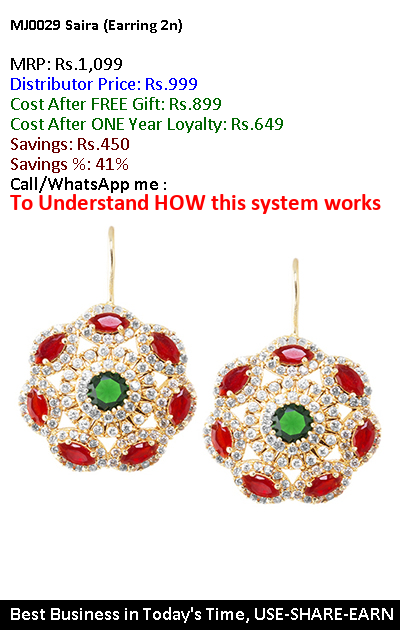 MJ0029 Saira (Earring 2n)
MRP: Rs.1,099
Distributor Price: Rs.999
Cost After FREE Gift: Rs.899
Cost After ONE Year Loyalty: Rs.649
Savings: Rs.450
Savings %: 41%
Call/WhatsApp me :
To Understand HOW this system works
Best Business in Today's Time, USE-SHARE-EARN